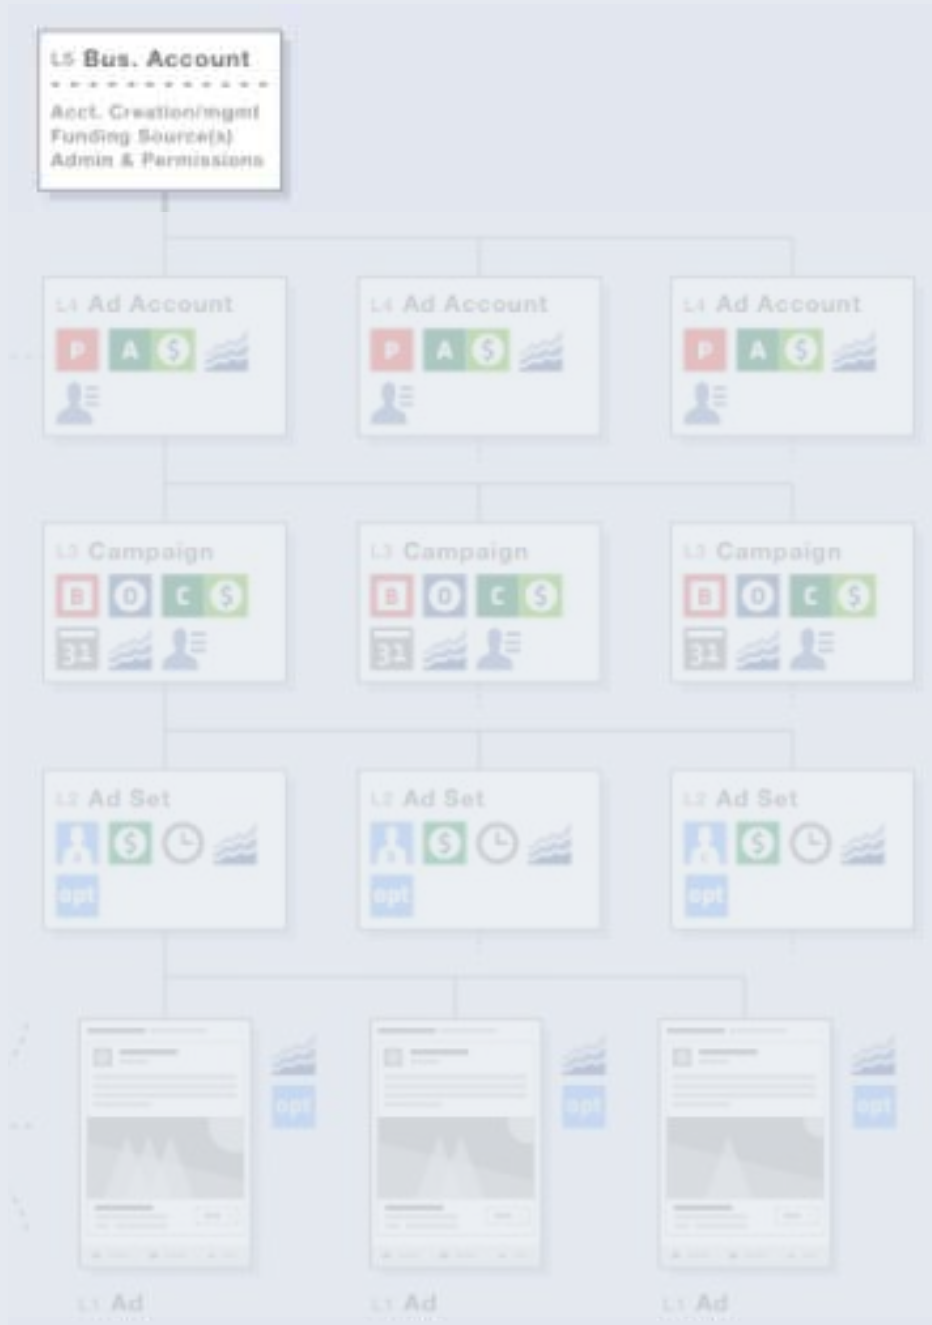 L5 Bus. Account
Acct. Creation/mgmt
Funding Source(s)
Admin & Permissions
L4 Ad Account
P A $
L4 Ad Account
P A $
L4 Ad Account
P A $
L3 Campaign
B O C $
31
L3 Campaign
B O C $
31
L3 Campaign
B O C $
31
L2 Ad Set
$
opt
L2 Ad Set
$
opt
L2 Ad Set
$
opt
opt
opt
opt
L1 Ad
L1 Ad
L1 Ad